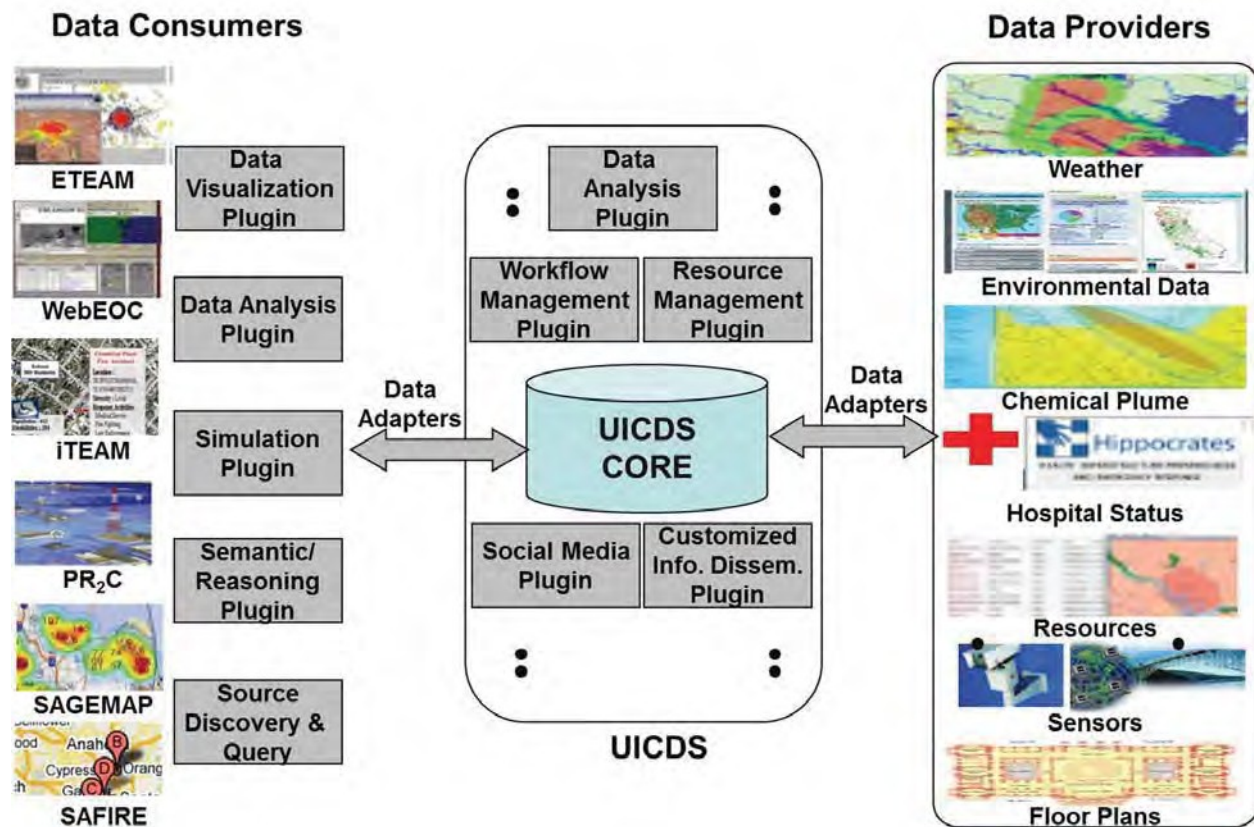 Data Consumers
ETEAM
WebEOC
iTEAM
PR₂C
SAGEMAP
Anahe
B
Orang
Cypress
D
Ga
C
SAFIRE
Data
Visualization
Plugin
Data Analysis
Plugin
Simulation
Plugin
Semantic/
Reasoning
Plugin
Source
Discovery &
Query
Data
Adapters
Data
Analysis
Plugin
Workflow
Management
Plugin
Resource
Management
Plugin
UICDS
CORE
Social Media
Plugin
Customized
Info. Dissem.
Plugin
UICDS
Data
Adapters
Data Providers
Weather
Environmental Data
Chemical Plume
Hippocrates
Hospital Status
Resources
Sensors
Floor Plans